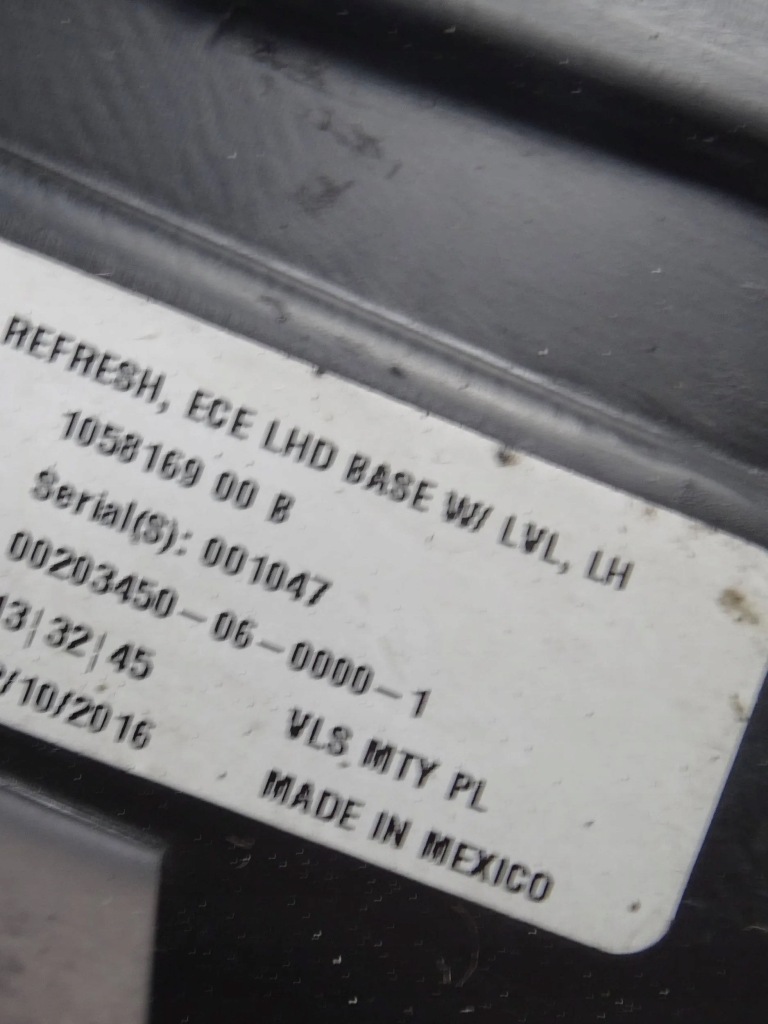 REFRESH, ECE LHD BASE W/ LVL, LH
1058169 00 B
Serial(S): 001047
00203450-06-0000-1
13|32|45
/10/2016
VLS MTY PL
MADE IN MEXICO